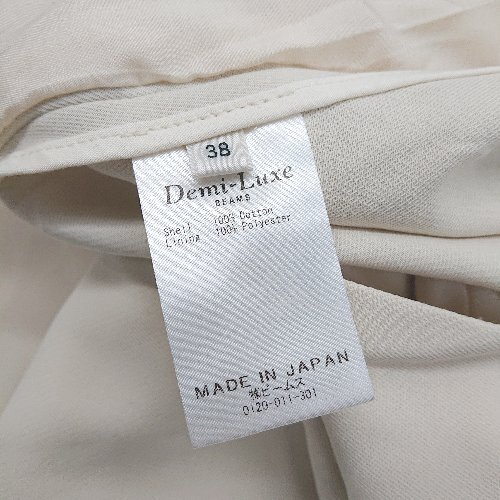 38
Demi-Luxe
BEAMS
Shell 100% Cotton
Lining 100% Polyester
MADE IN JAPAN
㈱ビームス
0120-011-301